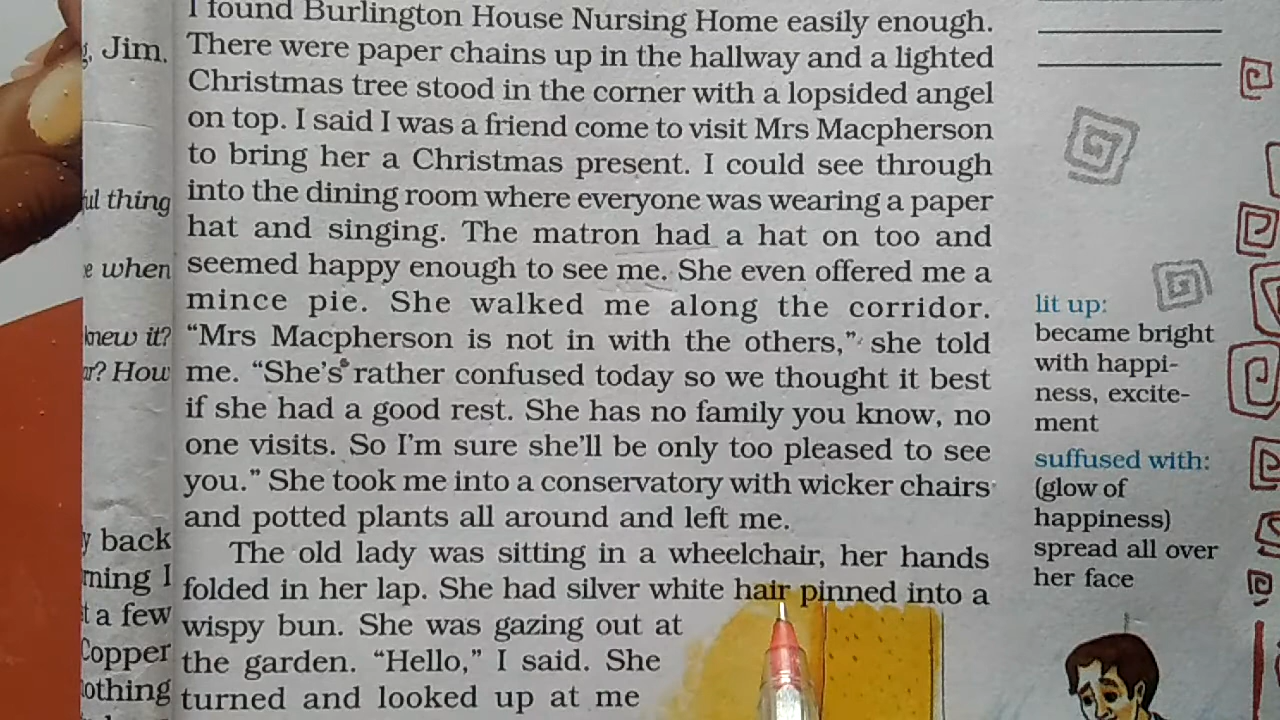 I found Burlington House Nursing Home easily enough.
There were paper chains up in the hallway and a lighted
Christmas tree stood in the corner with a lopsided angel
on top. I said I was a friend come to visit Mrs Macpherson
to bring her a Christmas present. I could see through
into the dining room where everyone was wearing a paper
hat and singing. The matron had a hat on too and
seemed happy enough to see me. She even offered me a
mince pie. She walked me along the corridor.
“Mrs Macpherson is not in with the others,” she told
me. “She’s rather confused today so we thought it best
if she had a good rest. She has no family you know, no
one visits. So I’m sure she’ll be only too pleased to see
you.” She took me into a conservatory with wicker chairs
and potted plants all around and left me.
The old lady was sitting in a wheelchair, her hands
folded in her lap. She had silver white hair pinned into a
wispy bun. She was gazing out at
the garden. “Hello,” I said. She
turned and looked up at me
Jim.
thing
when
knew it?
How
back
I
a few
Copper
lit up:
became bright
with happi-
ness, excite-
ment
suffused with:
(glow of
happiness)
spread all over
her face